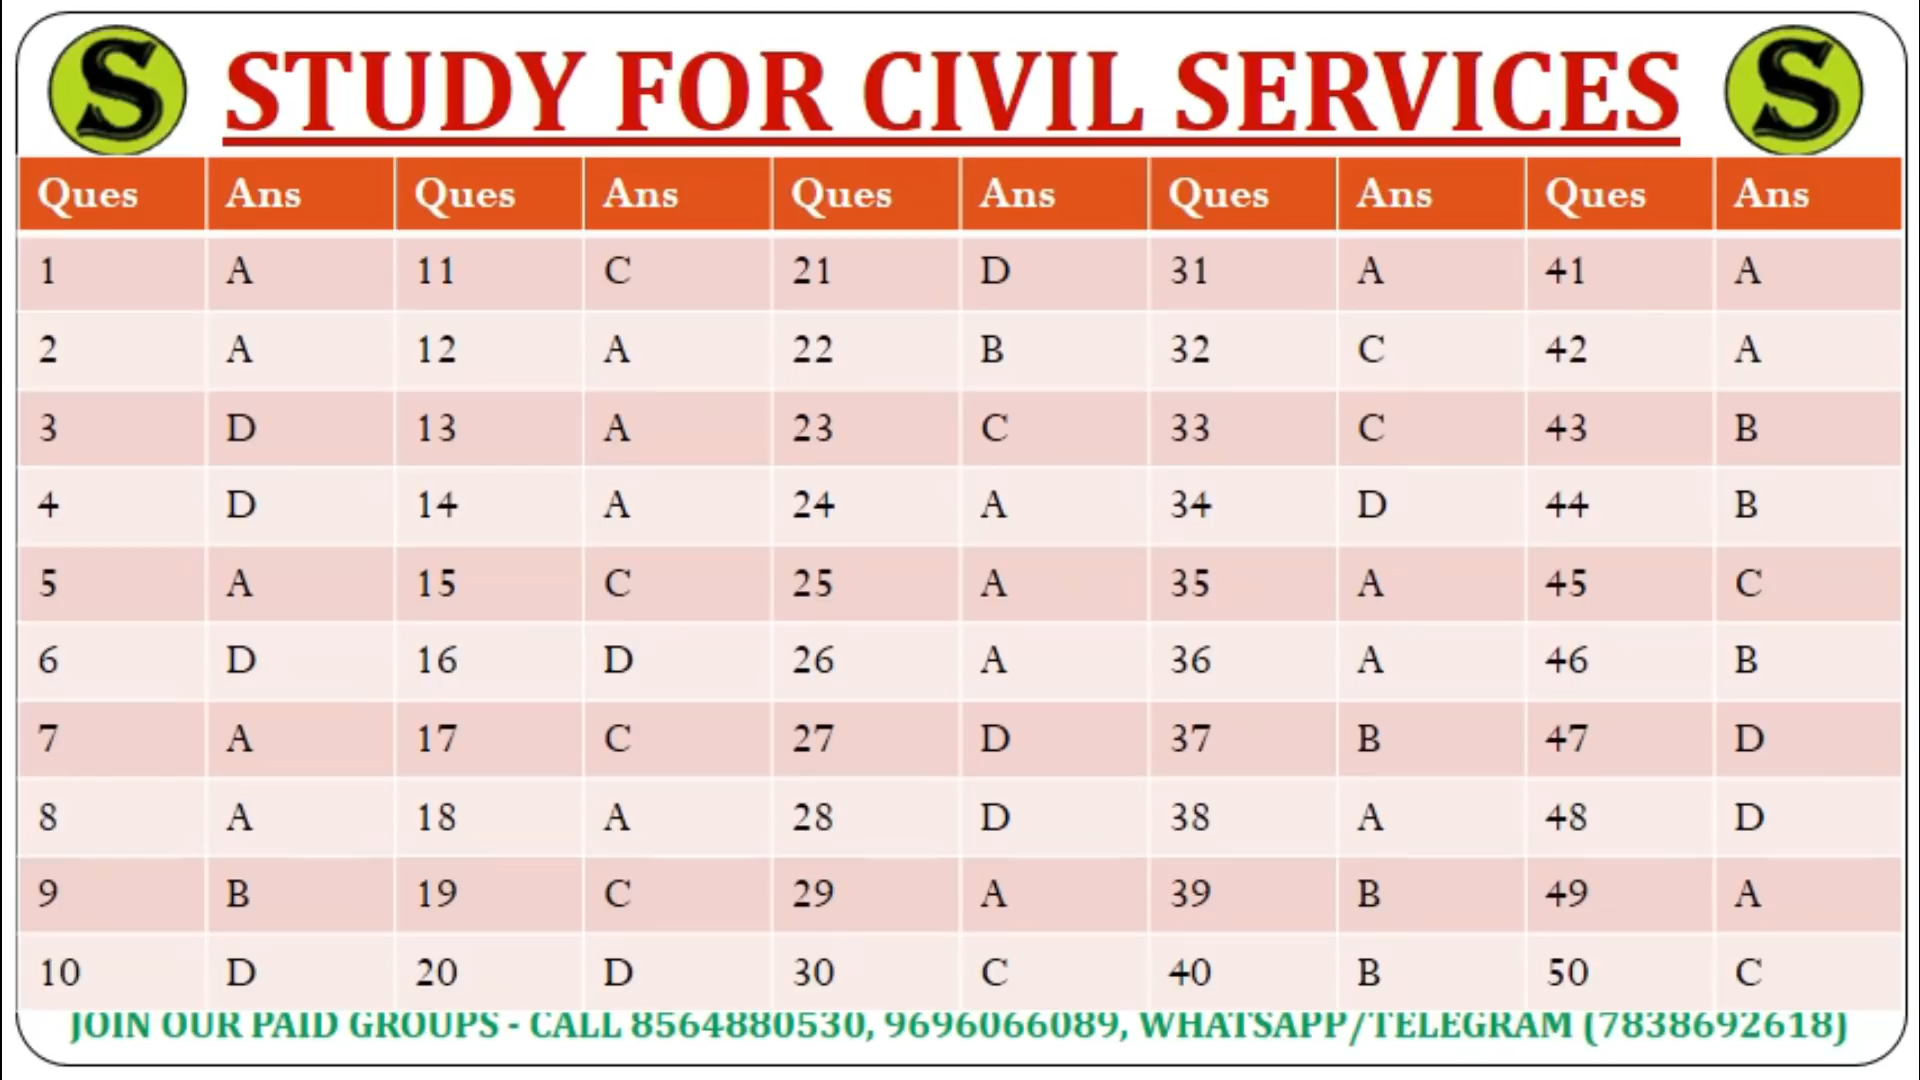 S STUDY FOR CIVIL SERVICES S
Ques Ans Ques Ans Ques Ans Ques Ans Ques Ans
1 A 11 C 21 D 31 A 41 A
2 A 12 A 22 B 32 C 42 A
3 D 13 A 23 C 33 C 43 B
4 D 14 A 24 A 34 D 44 B
5 A 15 C 25 A 35 A 45 C
6 D 16 D 26 A 36 A 46 B
7 A 17 C 27 D 37 B 47 D
8 A 18 A 28 D 38 A 48 D
9 B 19 C 29 A 39 B 49 A
10 D 20 D 30 C 40 B 50 C
JOIN OUR PAID GROUPS - CALL 8564880530, 9696066089, WHATSAPP/TELEGRAM (7838692618)